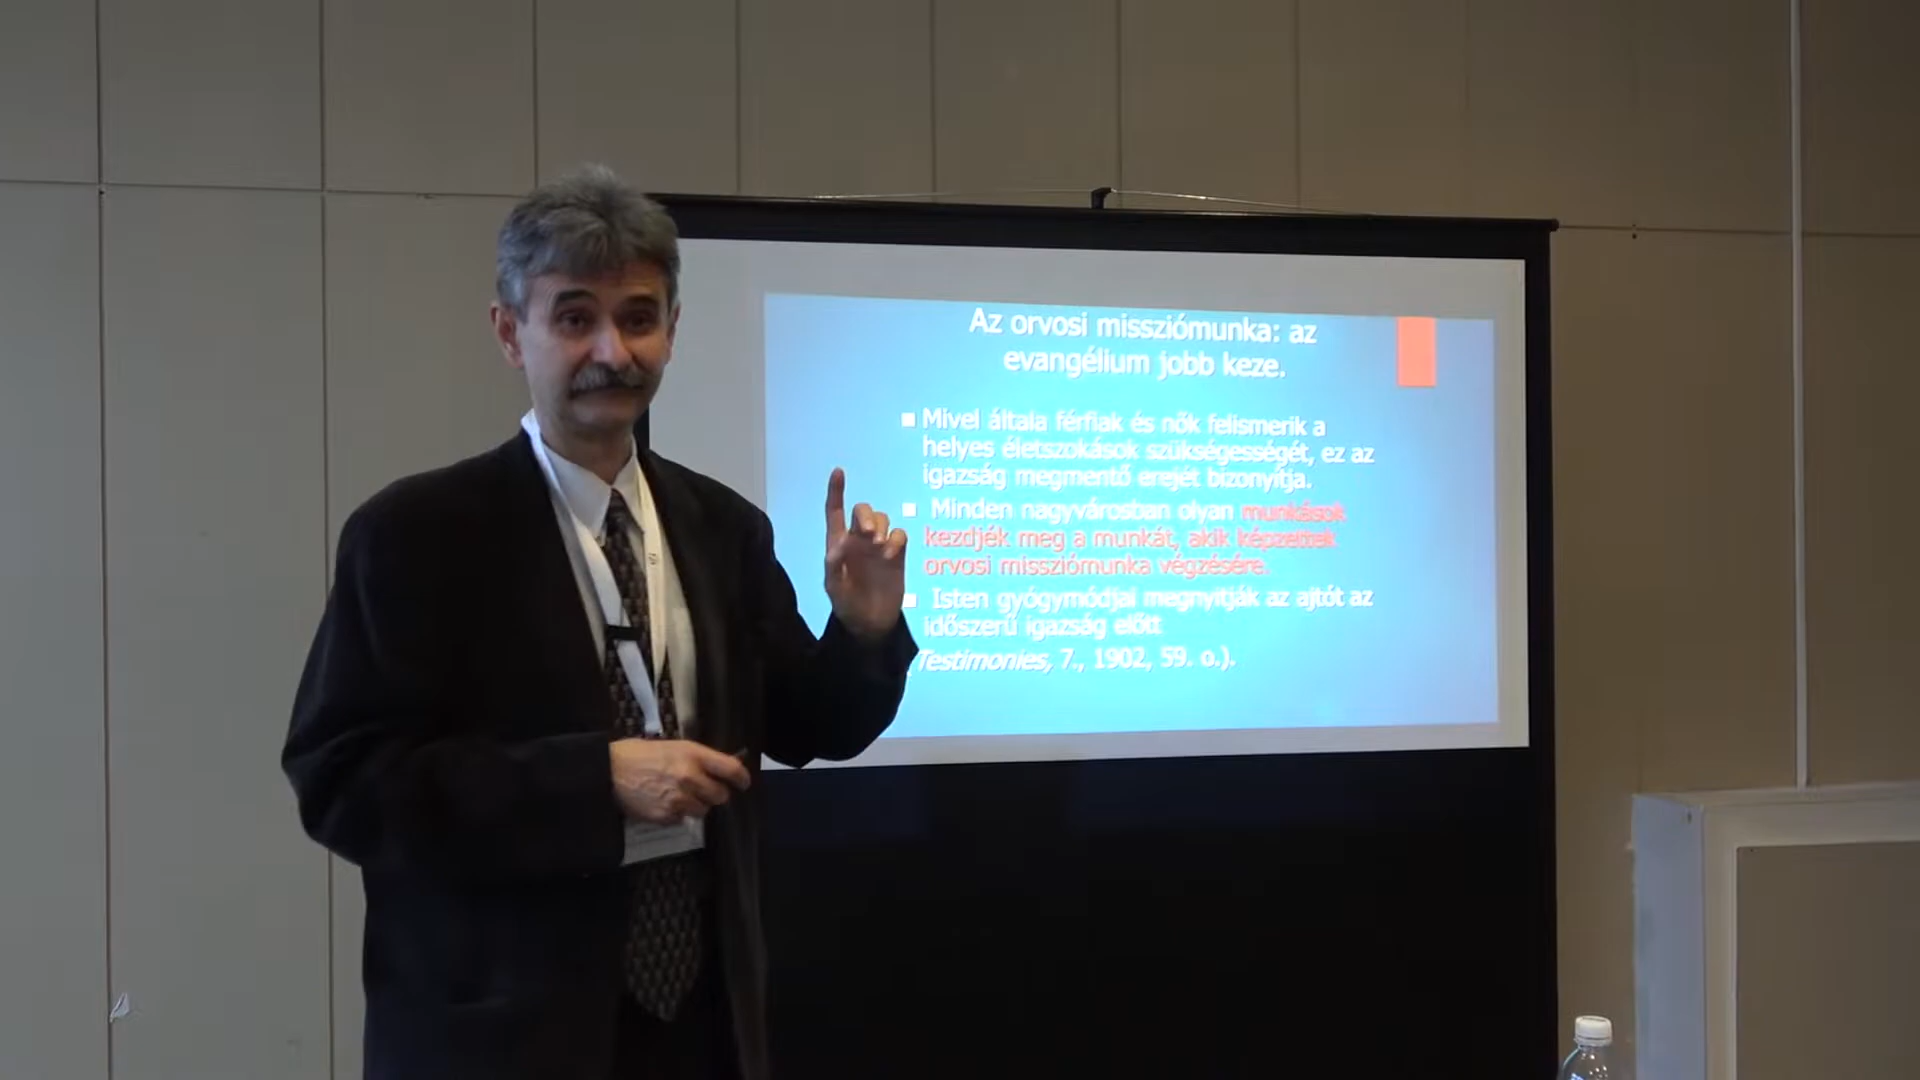 Az orvosi missziómunka: az
evangélium jobb keze.
Mivel általa férfiak és nők felismerik a
helyes életszokások szükségességét, ez az
igazság megmentő erejét bizonyítja.
Minden nagyvárosban olyan munkások
kezdjék meg a munkát, akik képzettek
orvosi missziómunka végzésére.
Isten gyógymódjai megnyitják az ajtót az
időszerű igazság előtt
(Testimonies, 7., 1902, 59. o.).